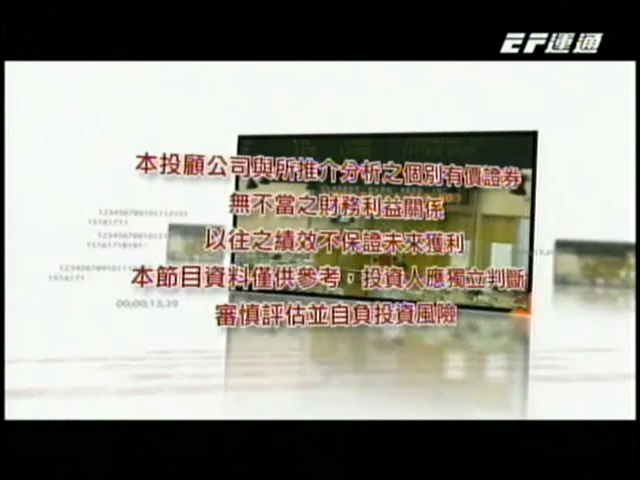 EF運通
本投顧公司與所推介分析之個別有價證券
無不當之財務利益關係
以往之績效不保證未來獲利
本節目資料僅供參考，投資人應獨立判斷
審慎評估並自負投資風險
00;00;13;29